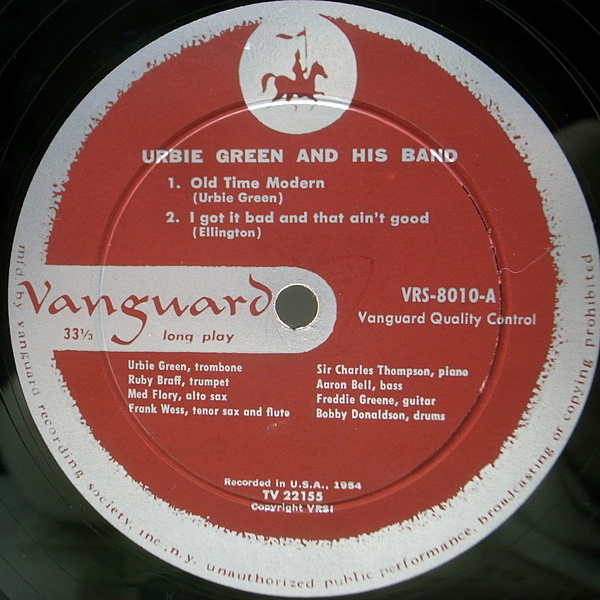 URBIE GREEN AND HIS BAND
1. Old Time Modern
(Urbie Green)
2. I got it bad and that ain't good
(Ellington)
Vanguard
33⅓ long play
VRS-8010-A
Vanguard Quality Control
Urbie Green, trombone
Ruby Braff, trumpet
Med Flory, alto sax
Frank Wess, tenor sax and flute
Sir Charles Thompson, piano
Aaron Bell, bass
Freddie Greene, guitar
Bobby Donaldson, drums
Recorded in U.S.A., 1954
TV 22155
Copyright VRSI
mf'd by vanguard recording society, inc., n.y. unauthorized public performance, broadcasting or copying prohibited